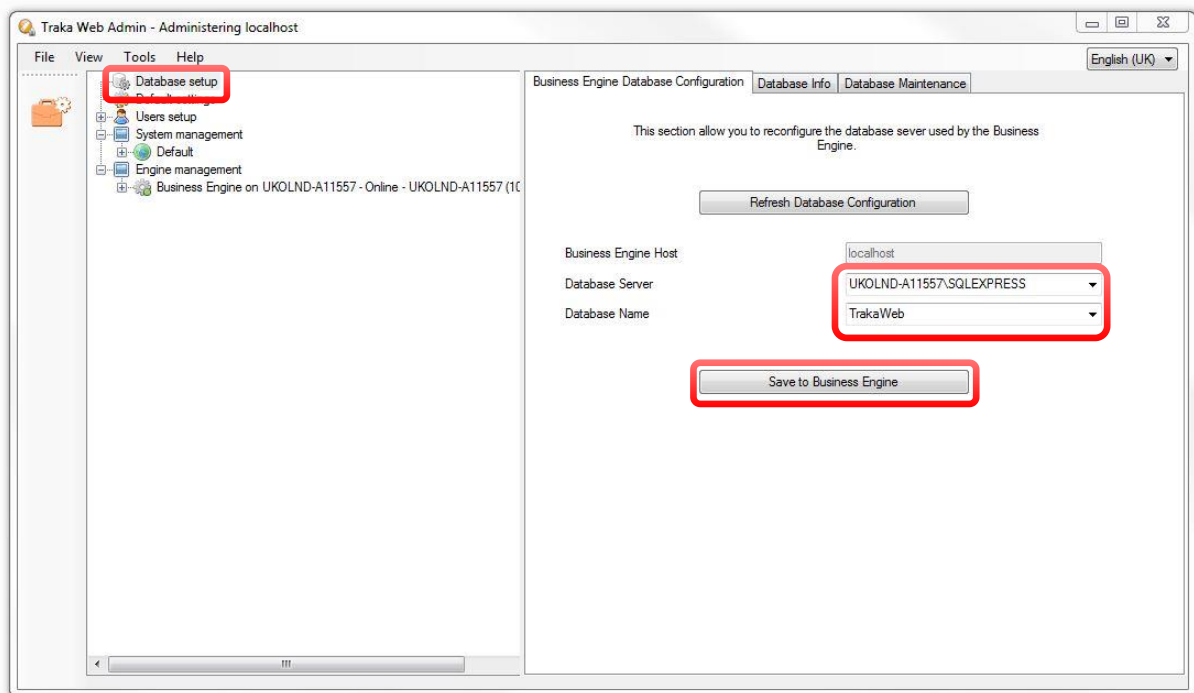 Traka Web Admin - Administering localhost
File View Tools Help
English (UK)
Database setup
Default settings
Users setup
System management
Default
Engine management
Business Engine on UKOLND-A11557 - Online - UKOLND-A11557 (10
Business Engine Database Configuration
Database Info
Database Maintenance
This section allow you to reconfigure the database sever used by the Business
Engine.
Refresh Database Configuration
Business Engine Host
localhost
Database Server
UKOLND-A11557\SQLEXPRESS
Database Name
TrakaWeb
Save to Business Engine